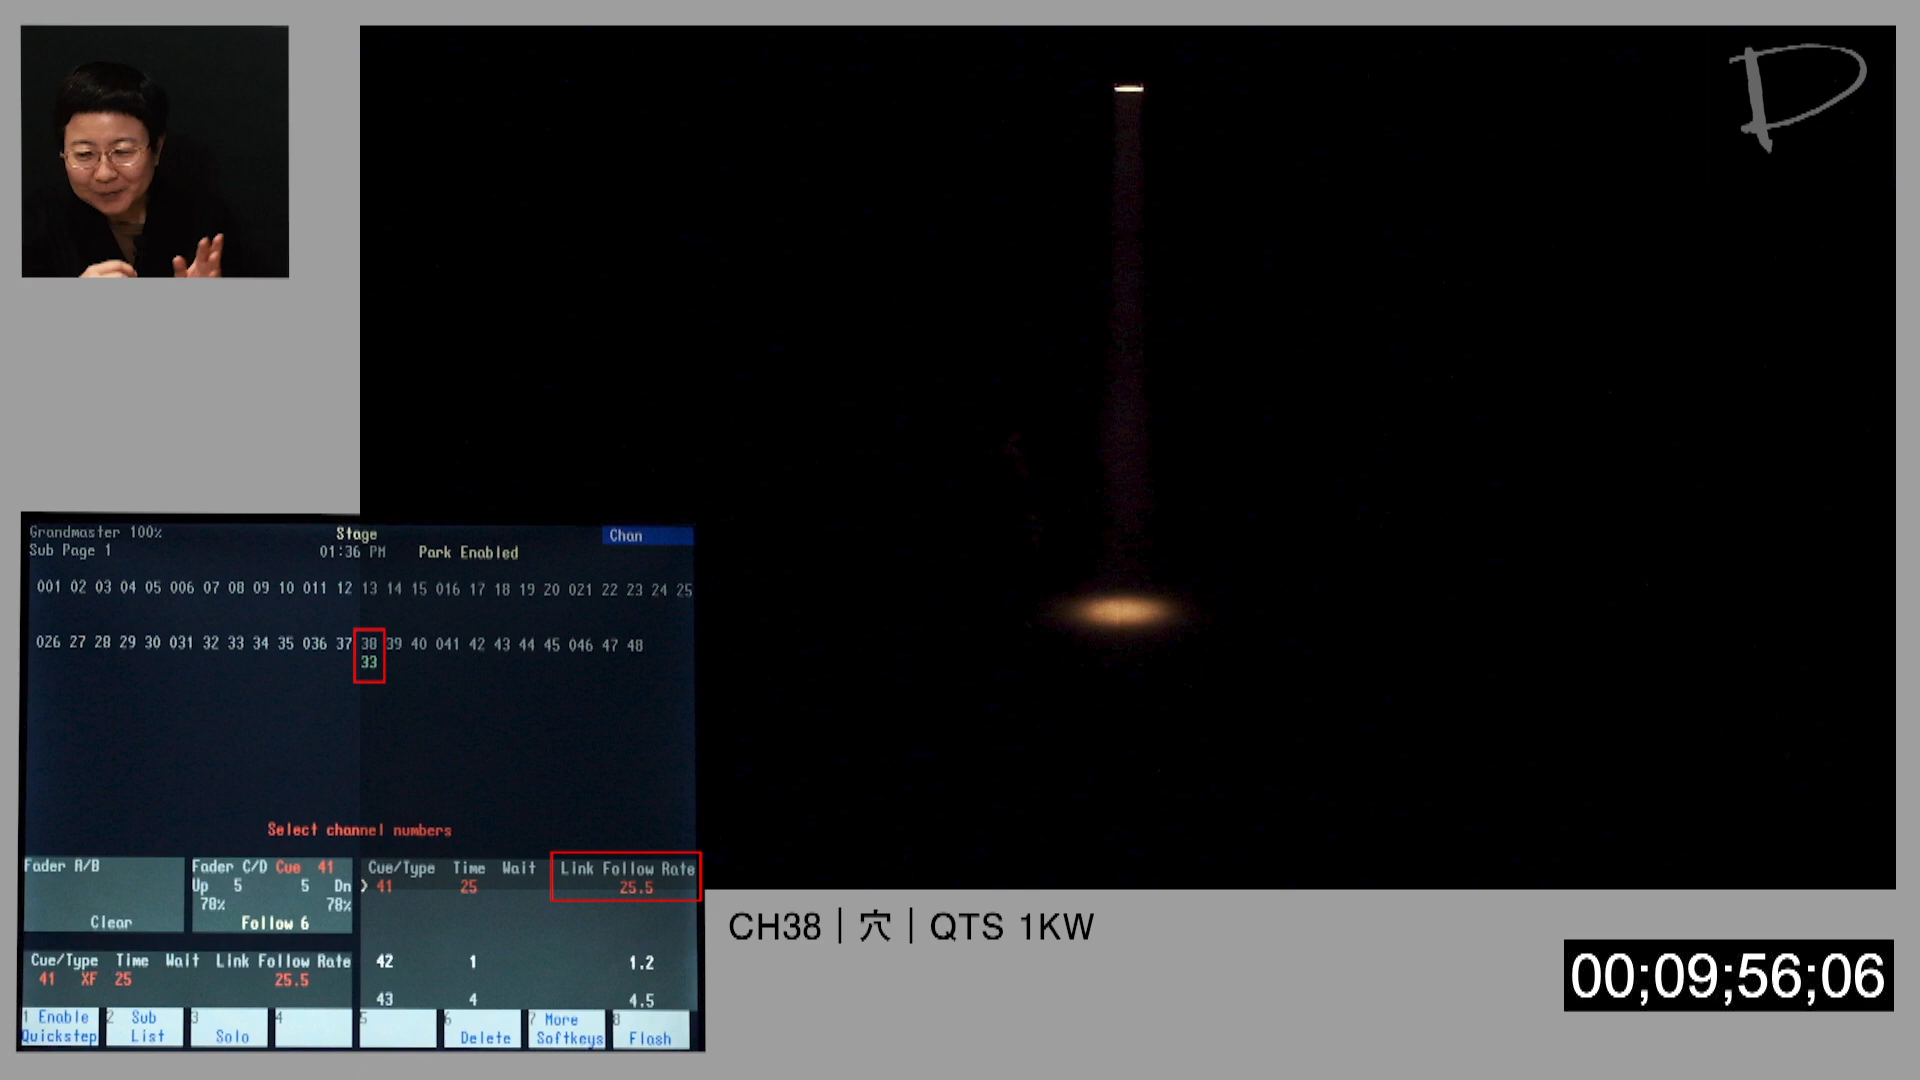 D
Grandmaster 100% Stage Chan
Sub Page 1 01:36 PM Park Enabled
001 02 03 04 05 006 07 08 09 10 011 12 13 14 15 016 17 18 19 20 021 22 23 24 25
026 27 28 29 30 031 32 33 34 35 036 37 38 39 40 041 42 43 44 45 046 47 48
33
Select channel numbers
Fader A/B
Clear
Fader C/D Cue 41
Up 5 5 Dn
78% 78%
Follow 6
Cue/Type Time Wait Link Follow Rate
41 XF 25 25.5
Cue/Type Time Wait Link Follow Rate
41 25 25.5
42 1 1.2
43 4 4.5
1 Enable Quickstep
2 Sub List
3 Solo
4
5
6 Delete
7 More Softkeys
8 Flash
CH38｜穴｜QTS 1KW
00;09;56;06